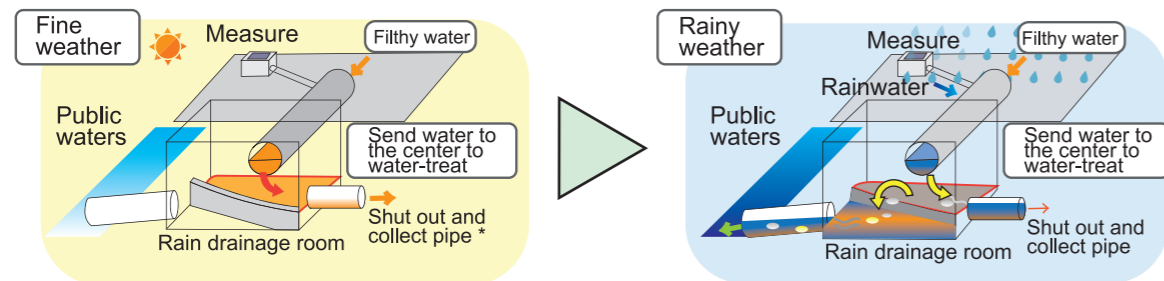 Fine
weather
Measure
Filthy water
Public
waters
Send water to
the center to
water-treat
Shut out and
collect pipe *
Rain drainage room
Rainy
weather
Measure
Filthy water
Rainwater
Public
waters
Send water to
the center to
water-treat
Shut out and
collect pipe
Rain drainage room